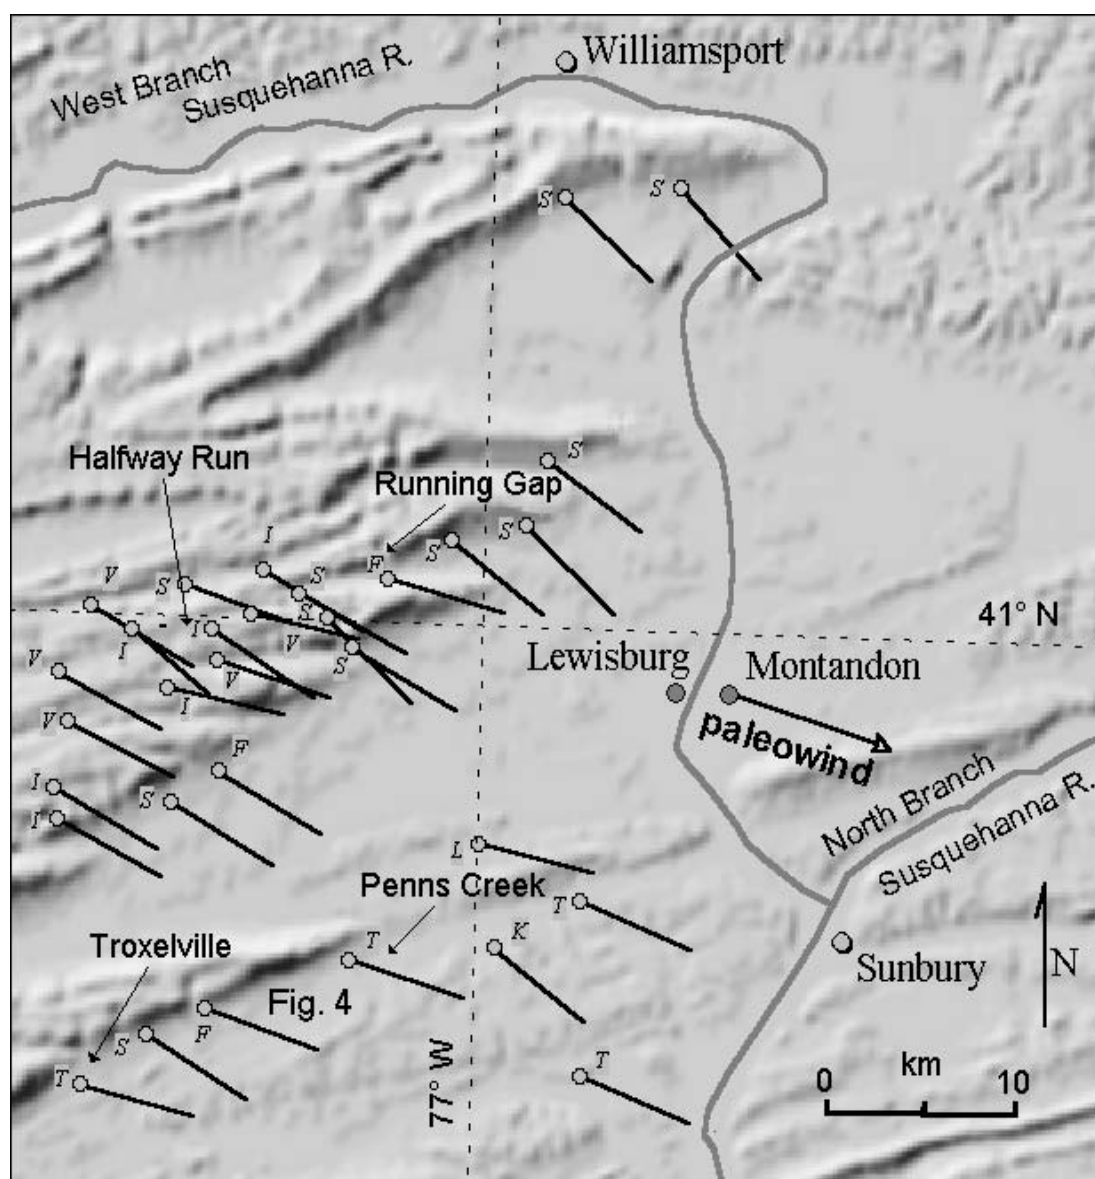 Williamsport
West Branch
Susquehanna R.
S
S
Halfway Run
S
Running Gap
S
I
S
F
V
S
S
S
41° N
I
V
I
S
V
V
Lewisburg
Montandon
I
V
paleowind
F
North Branch
I
S
Susquehanna R.
I
L
Penns Creek
T
Troxelville
T
K
Sunbury
N
Fig. 4
S
F
km
77° W
T
T
0
10